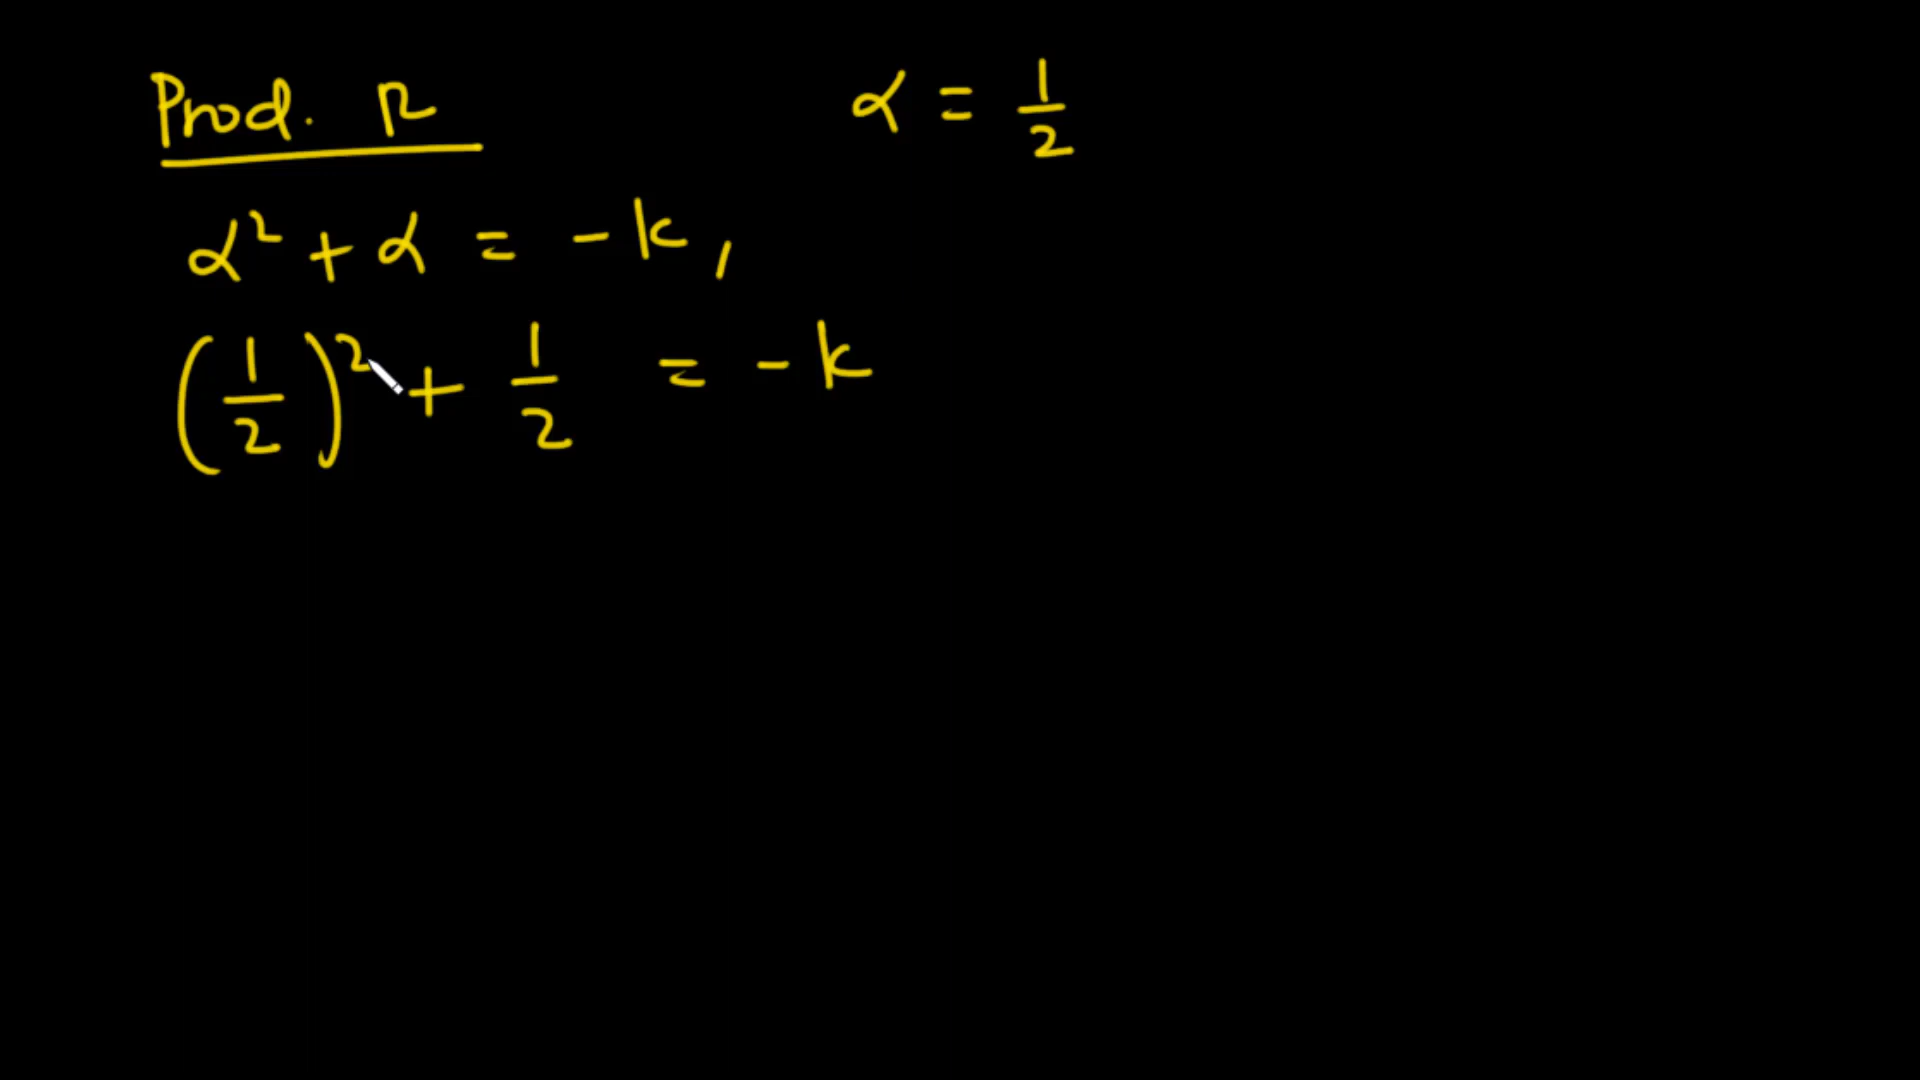 Prod. R α = 1/2
α² + α = - k,
(1/2)² + 1/2 = - k